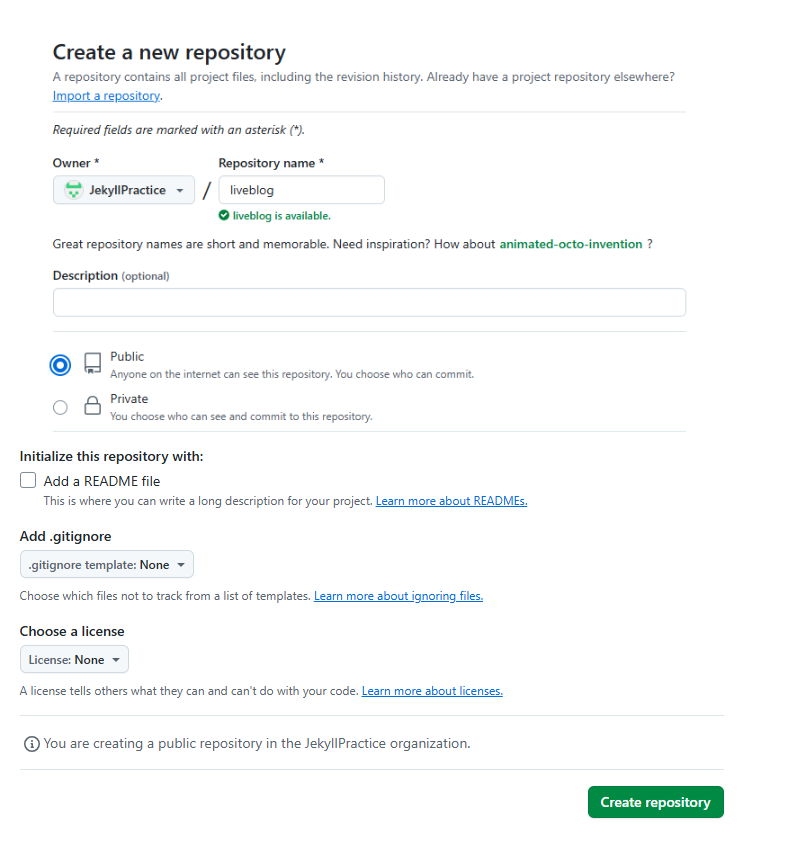 Create a new repository
A repository contains all project files, including the revision history. Already have a project repository elsewhere?
Import a repository.
Required fields are marked with an asterisk (*).
Owner * Repository name *
JekyllPractice / liveblog
liveblog is available.
Great repository names are short and memorable. Need inspiration? How about animated-octo-invention ?
Description (optional)
Public
Anyone on the internet can see this repository. You choose who can commit.
Private
You choose who can see and commit to this repository.
Initialize this repository with:
Add a README file
This is where you can write a long description for your project. Learn more about READMEs.
Add .gitignore
.gitignore template: None
Choose which files not to track from a list of templates. Learn more about ignoring files.
Choose a license
License: None
A license tells others what they can and can't do with your code. Learn more about licenses.
You are creating a public repository in the JekyllPractice organization.
Create repository